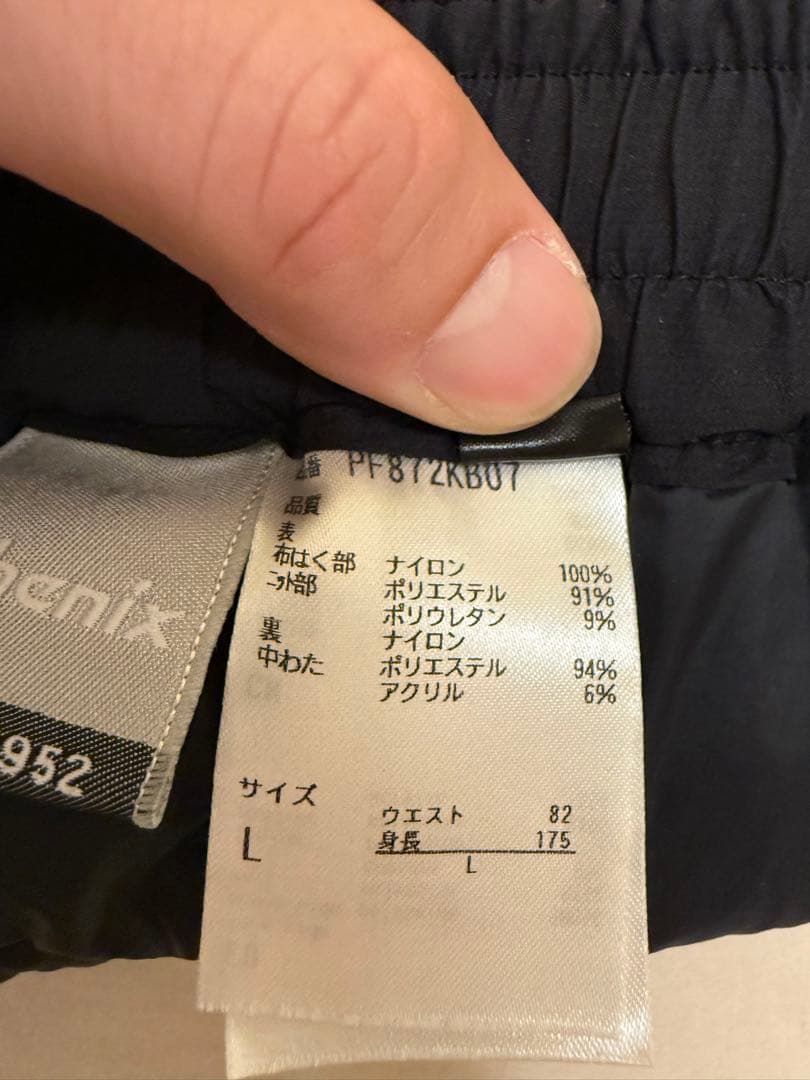 henix
952
品番 PF872KB07
品質
表
布はく部 ナイロン 100%
ニット部 ポリエステル 91%
ポリウレタン 9%
裏 ナイロン
中わた ポリエステル 94%
アクリル 6%
サイズ
L
ウエスト 82
身長 175
L